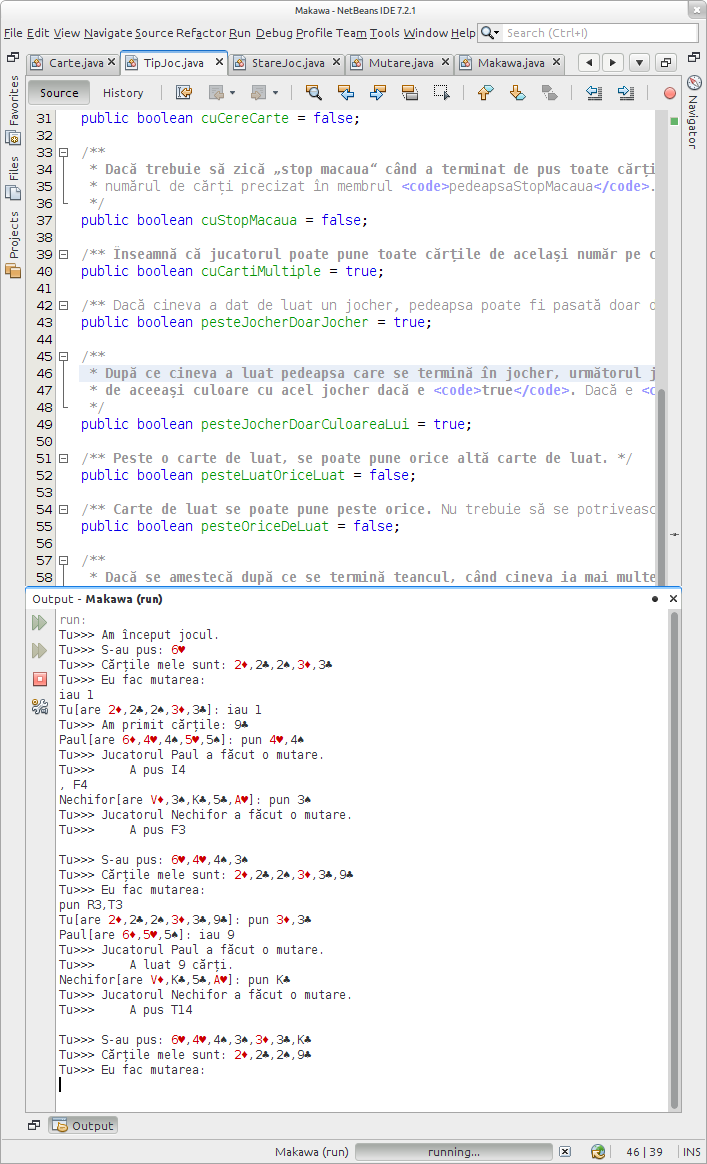 Makawa - NetBeans IDE 7.2.1
File Edit View Navigate Source Refactor Run Debug Profile Team Tools Window Help Search (Ctrl+I)
Carte.java TipJoc.java StareJoc.java Mutare.java Makawa.java
Source History
Favorites
Files
Projects
Navigator
31 public boolean cuCereCarte = false;
32
33 /**
34 * Dacă trebuie să zică „stop macaua“ când a terminat de pus toate cărți
35 * numărul de cărți precizat în membrul <code>pedeapsaStopMacaua</code>.
36 */
37 public boolean cuStopMacaua = false;
38
39 /** Înseamnă că jucatorul poate pune toate cărțile de același număr pe c
40 public boolean cuCartiMultiple = true;
41
42 /** Dacă cineva a dat de luat un jocher, pedeapsa poate fi pasată doar c
43 public boolean pesteJocherDoarJocher = true;
44
45 /**
46 * După ce cineva a luat pedeapsa care se termină în jocher, următorul j
47 * de aceeași culoare cu acel jocher dacă e <code>true</code>. Dacă e <c
48 */
49 public boolean pesteJocherDoarCuloareaLui = true;
50
51 /** Peste o carte de luat, se poate pune orice altă carte de luat. */
52 public boolean pesteLuatOriceLuat = false;
53
54 /** Carte de luat se poate pune peste orice. Nu trebuie să se potriveasc
55 public boolean pesteOriceDeLuat = false;
56
57 /**
58 * Dacă se amestecă după ce se termină teancul, când cineva ia mai multe
Output - Makawa (run)
run:
Tu>>> Am început jocul.
Tu>>> S-au pus: 6♥
Tu>>> Cărțile mele sunt: 2♦,2♣,2♠,3♦,3♣
Tu>>> Eu fac mutarea:
iau 1
Tu[are 2♦,2♣,2♠,3♦,3♣]: iau 1
Tu>>> Am primit cărțile: 9♣
Paul[are 6♦,4♥,4♠,5♥,5♠]: pun 4♥,4♠
Tu>>> Jucatorul Paul a făcut o mutare.
Tu>>> A pus I4
, F4
Nechifor[are V♦,3♠,K♣,5♣,A♥]: pun 3♠
Tu>>> Jucatorul Nechifor a făcut o mutare.
Tu>>> A pus F3
Tu>>> S-au pus: 6♥,4♥,4♠,3♠
Tu>>> Cărțile mele sunt: 2♦,2♣,2♠,3♦,3♣,9♣
Tu>>> Eu fac mutarea:
pun R3,T3
Tu[are 2♦,2♣,2♠,3♦,3♣,9♣]: pun 3♦,3♣
Paul[are 6♦,5♥,5♠]: iau 9
Tu>>> Jucatorul Paul a făcut o mutare.
Tu>>> A luat 9 cărți.
Nechifor[are V♦,K♣,5♣,A♥]: pun K♣
Tu>>> Jucatorul Nechifor a făcut o mutare.
Tu>>> A pus T14
Tu>>> S-au pus: 6♥,4♥,4♠,3♠,3♦,3♣,K♣
Tu>>> Cărțile mele sunt: 2♦,2♣,2♠,9♣
Tu>>> Eu fac mutarea:
Output
Makawa (run) running... 46 | 39 INS